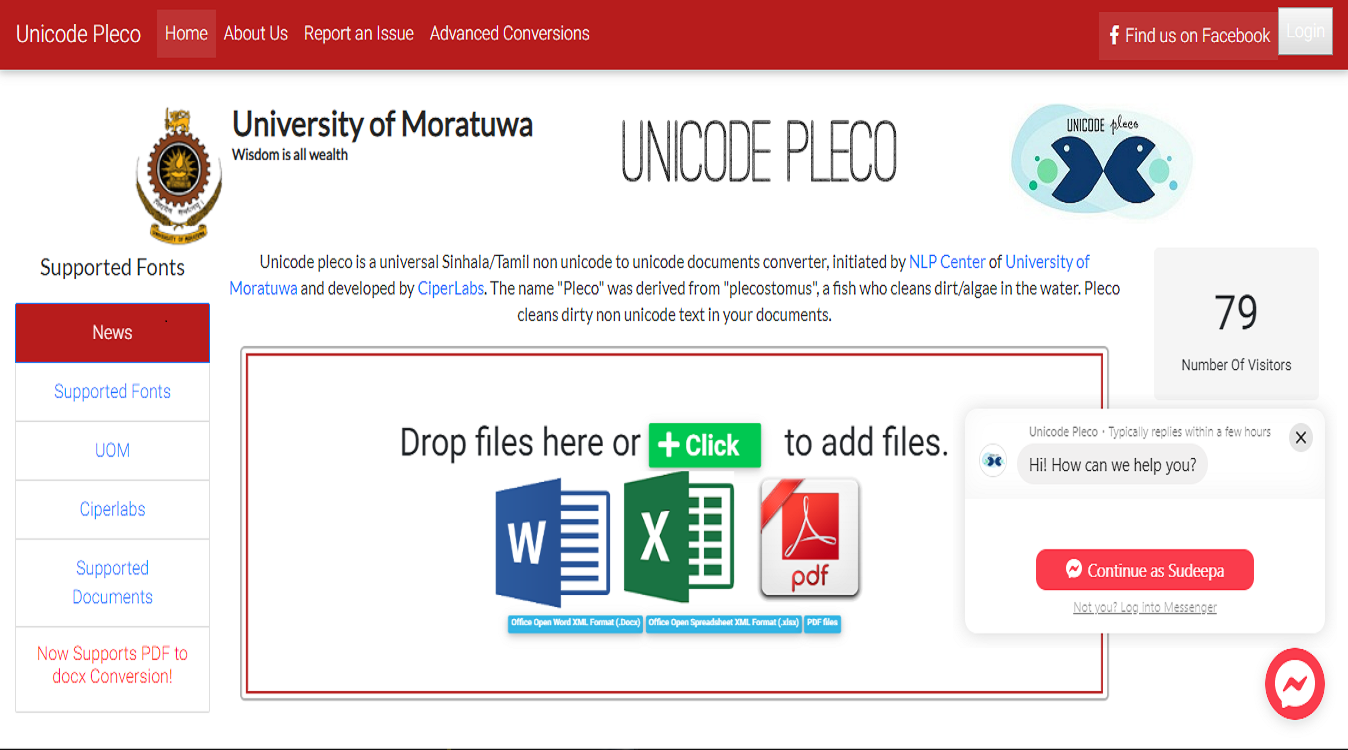 Unicode Pleco
Home
About Us
Report an Issue
Advanced Conversions
Find us on Facebook
Login
University of Moratuwa
Wisdom is all wealth
UNICODE PLECO
UNICODE pleco
Supported Fonts
News
Supported Fonts
UOM
Ciperlabs
Supported
Documents
Now Supports PDF to
docx Conversion!
Unicode pleco is a universal Sinhala/Tamil non unicode to unicode documents converter, initiated by NLP Center of University of
Moratuwa and developed by CiperLabs. The name "Pleco" was derived from "plecostomus", a fish who cleans dirt/algae in the water. Pleco
cleans dirty non unicode text in your documents.
Drop files here or + Click to add files.
W
X
pdf
Office Open Word XML Format (.Docx)
Office Open Spreadsheet XML Format (.xlsx)
PDF files
79
Number Of Visitors
Unicode Pleco • Typically replies within a few hours
Hi! How can we help you?
Continue as Sudeepa
Not you? Log into Messenger